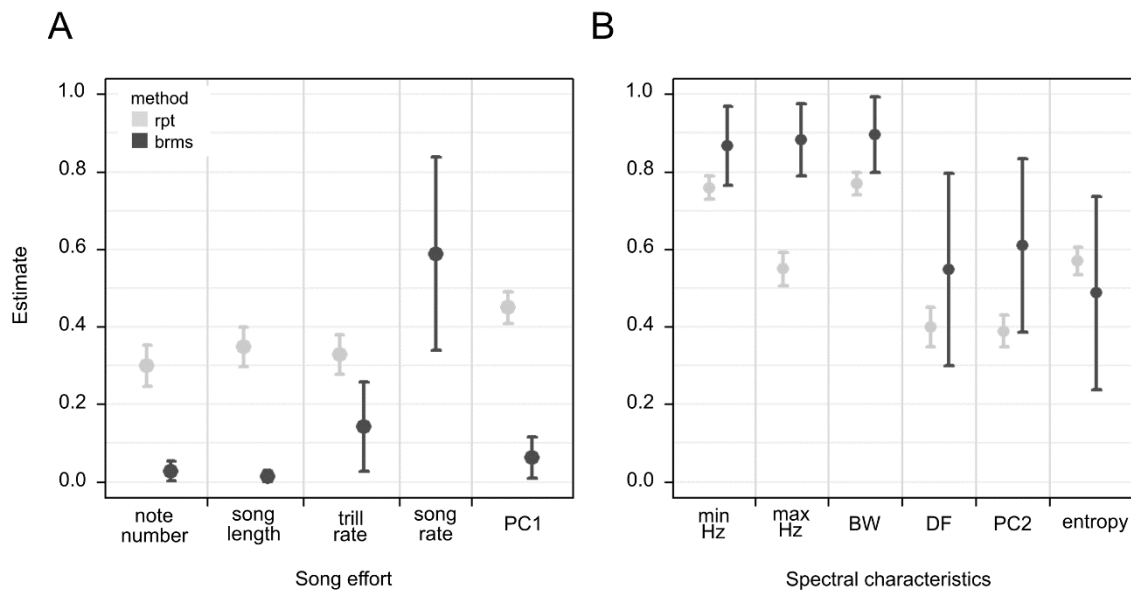 A
B
method
rpt
brms
1.0
0.8
0.6
0.4
0.2
0.0
Estimate
note
number
song
length
trill
rate
song
rate
PC1
Song effort
1.0
0.8
0.6
0.4
0.2
0.0
min
Hz
max
Hz
BW
DF
PC2
entropy
Spectral characteristics